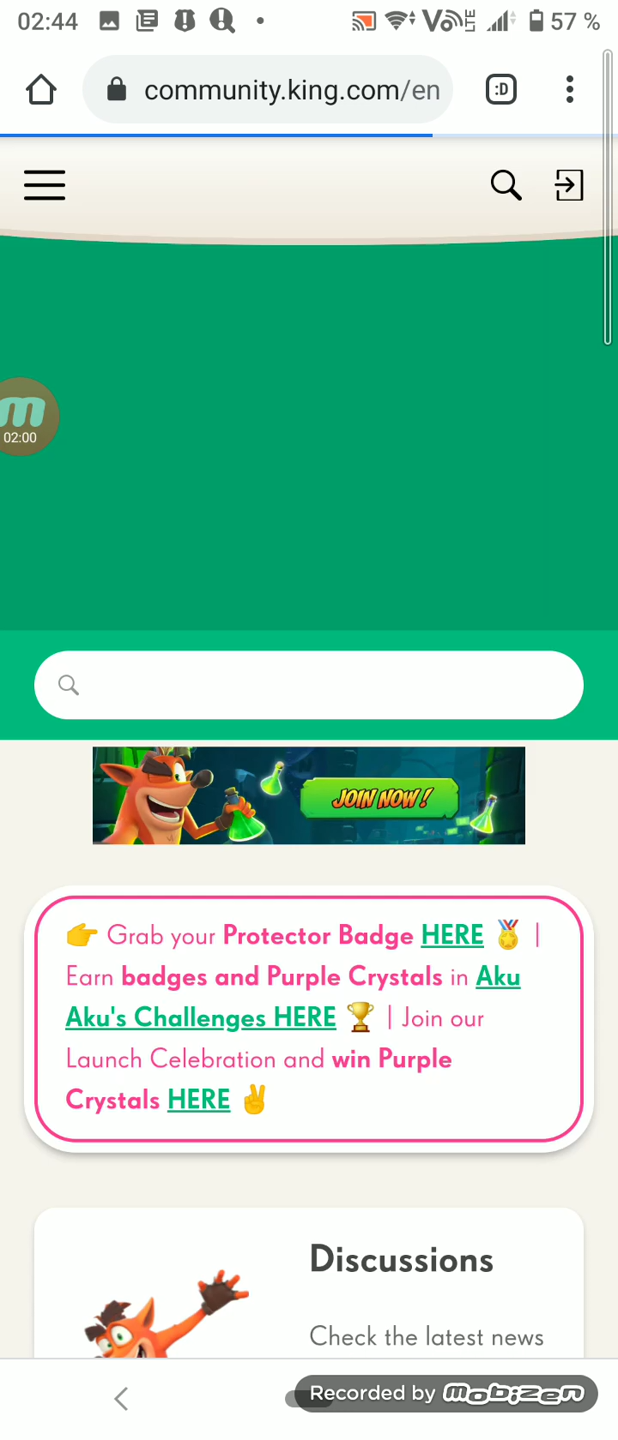 02:44 57 %
community.king.com/en :D
m
02:00
JOIN NOW!
👉 Grab your Protector Badge HERE 🏅 |
Earn badges and Purple Crystals in Aku
Aku's Challenges HERE 🏆 | Join our
Launch Celebration and win Purple
Crystals HERE ✌️
Discussions
Check the latest news
Recorded by mobizen